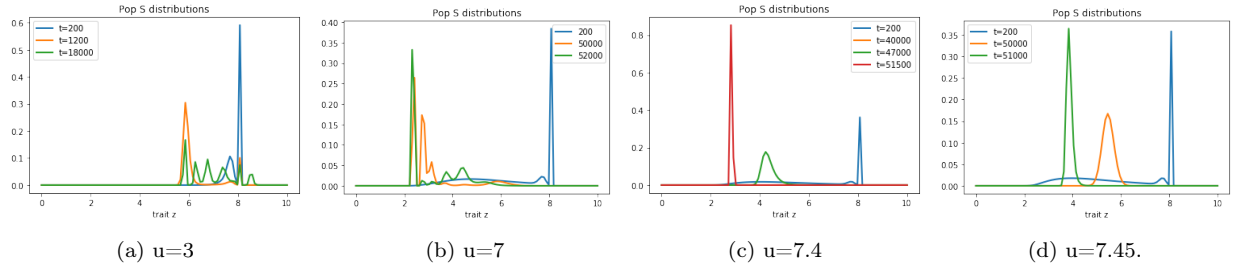 Pop S distributions
t=200
t=1200
t=18000
0.6
0.5
0.4
0.3
0.2
0.1
0.0
0 2 4 6 8 10
trait z
(a) u=3
Pop S distributions
200
50000
52000
0.40
0.35
0.30
0.25
0.20
0.15
0.10
0.05
0.00
0 2 4 6 8 10
trait z
(b) u=7
Pop S distributions
t=200
t=40000
t=47000
t=51500
0.8
0.6
0.4
0.2
0.0
0 2 4 6 8 10
trait z
(c) u=7.4
Pop S distributions
t=200
t=50000
t=51000
0.35
0.30
0.25
0.20
0.15
0.10
0.05
0.00
0 2 4 6 8 10
trait z
(d) u=7.45.